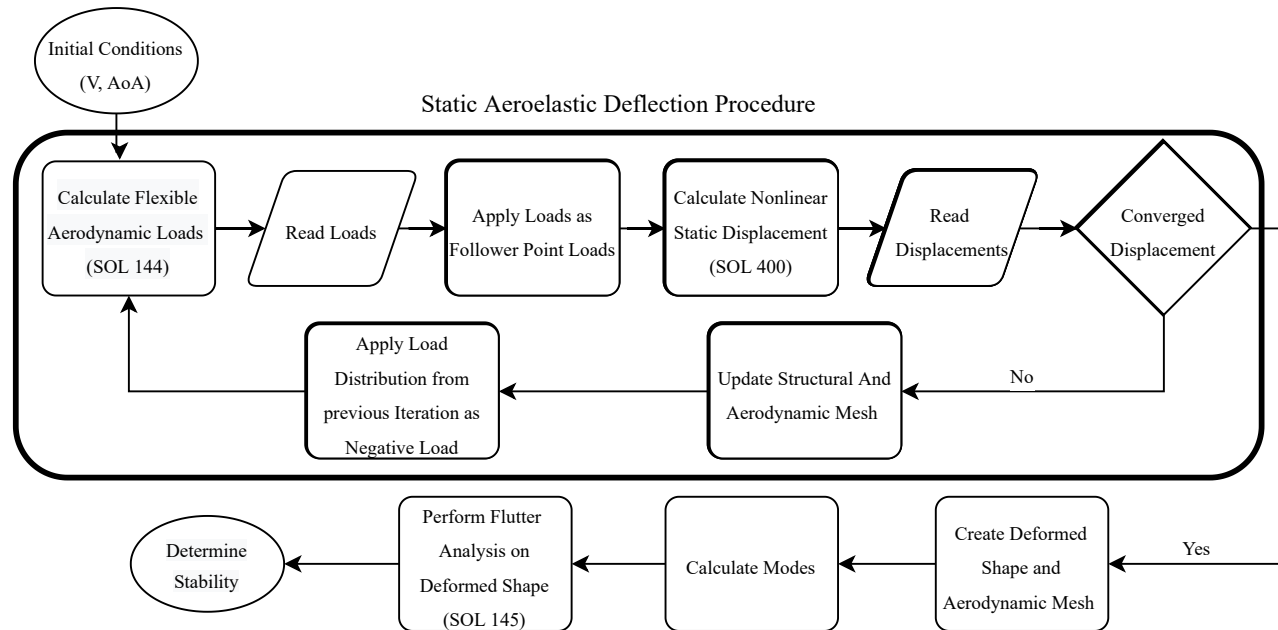 Initial Conditions
(V, AoA)
Static Aeroelastic Deflection Procedure
Calculate Flexible
Aerodynamic Loads
(SOL 144)
Read Loads
Apply Loads as
Follower Point Loads
Calculate Nonlinear
Static Displacement
(SOL 400)
Read
Displacements
Converged
Displacement
Apply Load
Distribution from
previous Iteration as
Negative Load
Update Structural And
Aerodynamic Mesh
No
Determine
Stability
Perform Flutter
Analysis on
Deformed Shape
(SOL 145)
Calculate Modes
Create Deformed
Shape and
Aerodynamic Mesh
Yes